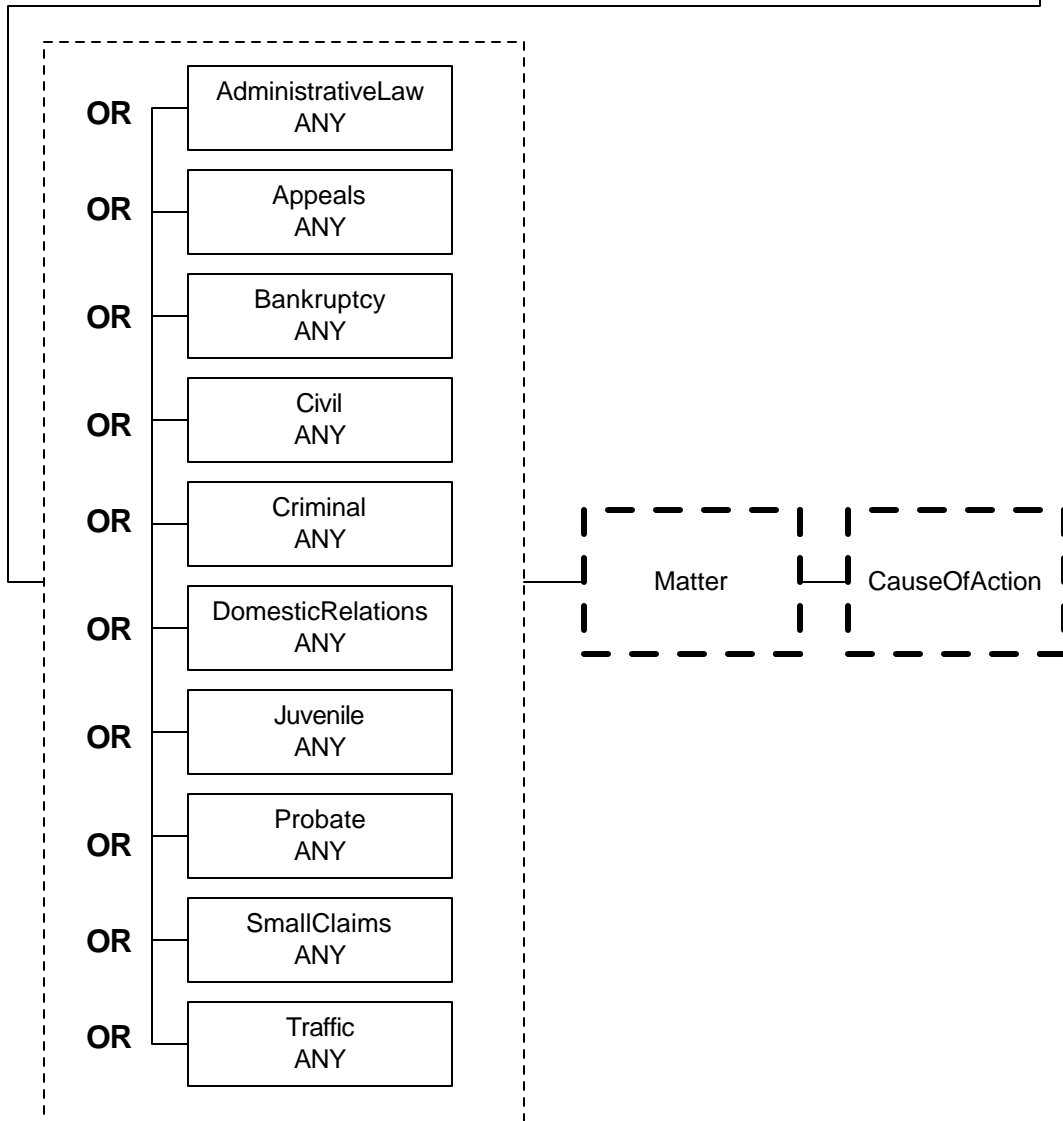 OR AdministrativeLaw
ANY
OR Appeals
ANY
OR Bankruptcy
ANY
OR Civil
ANY
OR Criminal
ANY
OR DomesticRelations
ANY
OR Juvenile
ANY
OR Probate
ANY
OR SmallClaims
ANY
OR Traffic
ANY
Matter
CauseOfAction